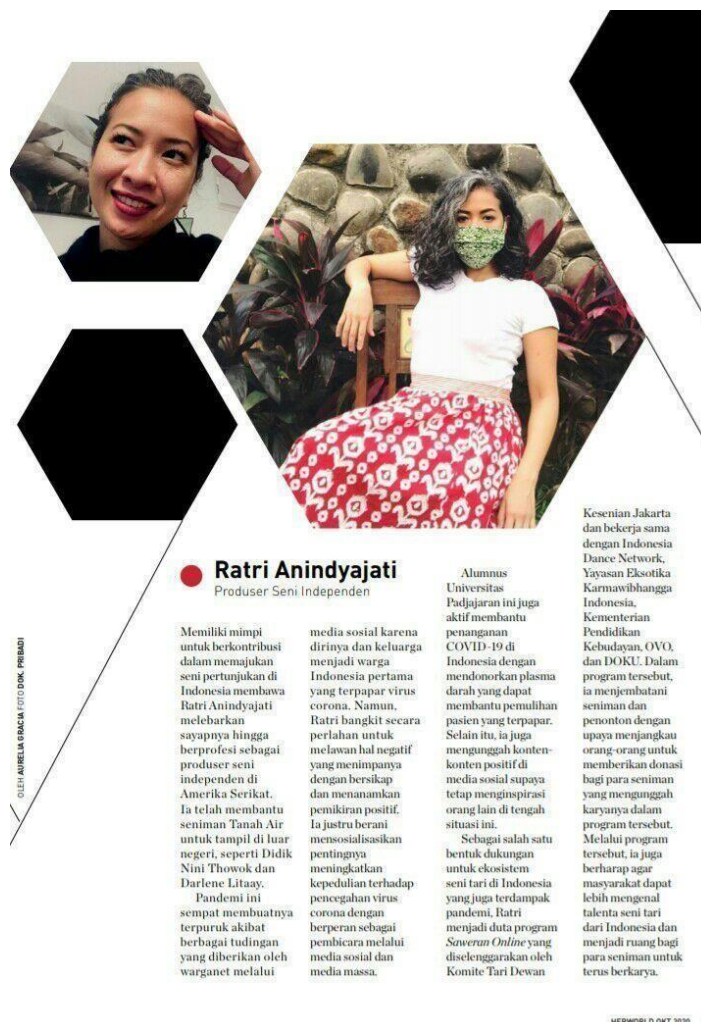 Ratri Anindyajati
Produser Seni Independen
Memiliki mimpi
untuk berkontribusi
dalam memajukan
seni pertunjukan di
Indonesia membawa
Ratri Anindyajati
melebarkan
sayapnya hingga
berprofesi sebagai
produser seni
independen di
Amerika Serikat.
Ia telah membantu
seniman Tanah Air
untuk tampil di luar
negeri, seperti Didik
Nini Thowok dan
Darlene Litaay.
Pandemi ini
sempat membuatnya
terpuruk akibat
berbagai tudingan
yang diberikan oleh
warganet melalui
media sosial karena
dirinya dan keluarga
menjadi warga
Indonesia pertama
yang terpapar virus
corona. Namun,
Ratri bangkit secara
perlahan untuk
melawan hal negatif
yang menimpanya
dengan bersikap
dan menanamkan
pemikiran positif.
Ia justru berani
mensosialisasikan
pentingnya
meningkatkan
kepedulian terhadap
pencegahan virus
corona dengan
berperan sebagai
pembicara melalui
media sosial dan
media massa.
Alumnus
Universitas
Padjajaran ini juga
aktif membantu
penanganan
COVID-19 di
Indonesia dengan
mendonorkan plasma
darah yang dapat
membantu pemulihan
pasien yang terpapar.
Selain itu, ia juga
mengunggah konten-
konten positif di
media sosial supaya
tetap menginspirasi
orang lain di tengah
situasi ini.
Sebagai salah satu
bentuk dukungan
untuk ekosistem
seni tari di Indonesia
yang juga terdampak
pandemi, Ratri
menjadi duta program
Saweran Online yang
diselenggarakan oleh
Komite Tari Dewan
Kesenian Jakarta
dan bekerja sama
dengan Indonesia
Dance Network,
Yayasan Eksotika
Karmawibhangga
Indonesia,
Kementerian
Pendidikan
Kebudayan, OVO,
dan DOKU. Dalam
program tersebut,
ia menjembatani
seniman dan
penonton dengan
upaya menjangkau
orang-orang untuk
memberikan donasi
bagi para seniman
yang mengunggah
karyanya dalam
program tersebut.
Melalui program
tersebut, ia juga
berharap agar
masyarakat dapat
lebih mengenal
talenta seni tari
dari Indonesia dan
menjadi ruang bagi
para seniman untuk
terus berkarya.
OLEH AURELIA GRACIA FOTO DOK. PRIBADI
HERWORLD OKT 2020